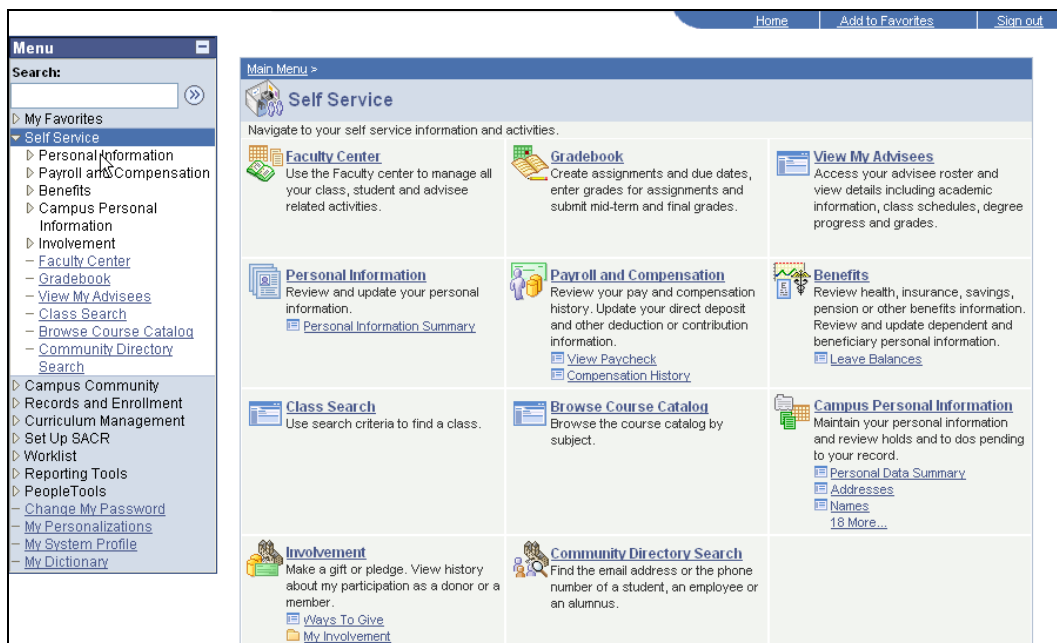 Home
Add to Favorites
Sign out
Menu
Search:
My Favorites
Self Service
Personal Information
Payroll and Compensation
Benefits
Campus Personal
Information
Involvement
Faculty Center
Gradebook
View My Advisees
Class Search
Browse Course Catalog
Community Directory
Search
Campus Community
Records and Enrollment
Curriculum Management
Set Up SACR
Worklist
Reporting Tools
PeopleTools
Change My Password
My Personalizations
My System Profile
My Dictionary
Main Menu >
Self Service
Navigate to your self service information and activities.
Faculty Center
Use the Faculty center to manage all
your class, student and advisee
related activities.
Gradebook
Create assignments and due dates,
enter grades for assignments and
submit mid-term and final grades.
View My Advisees
Access your advisee roster and
view details including academic
information, class schedules, degree
progress and grades.
Personal Information
Review and update your personal
information.
Personal Information Summary
Payroll and Compensation
Review your pay and compensation
history. Update your direct deposit
and other deduction or contribution
information.
View Paycheck
Compensation History
Benefits
Review health, insurance, savings,
pension or other benefits information.
Review and update dependent and
beneficiary personal information.
Leave Balances
Class Search
Use search criteria to find a class.
Browse Course Catalog
Browse the course catalog by
subject.
Campus Personal Information
Maintain your personal information
and review holds and to dos pending
to your record.
Personal Data Summary
Addresses
Names
18 More...
Involvement
Make a gift or pledge. View history
about my participation as a donor or a
member.
Ways To Give
My Involvement
Community Directory Search
Find the email address or the phone
number of a student, an employee or
an alumnus.